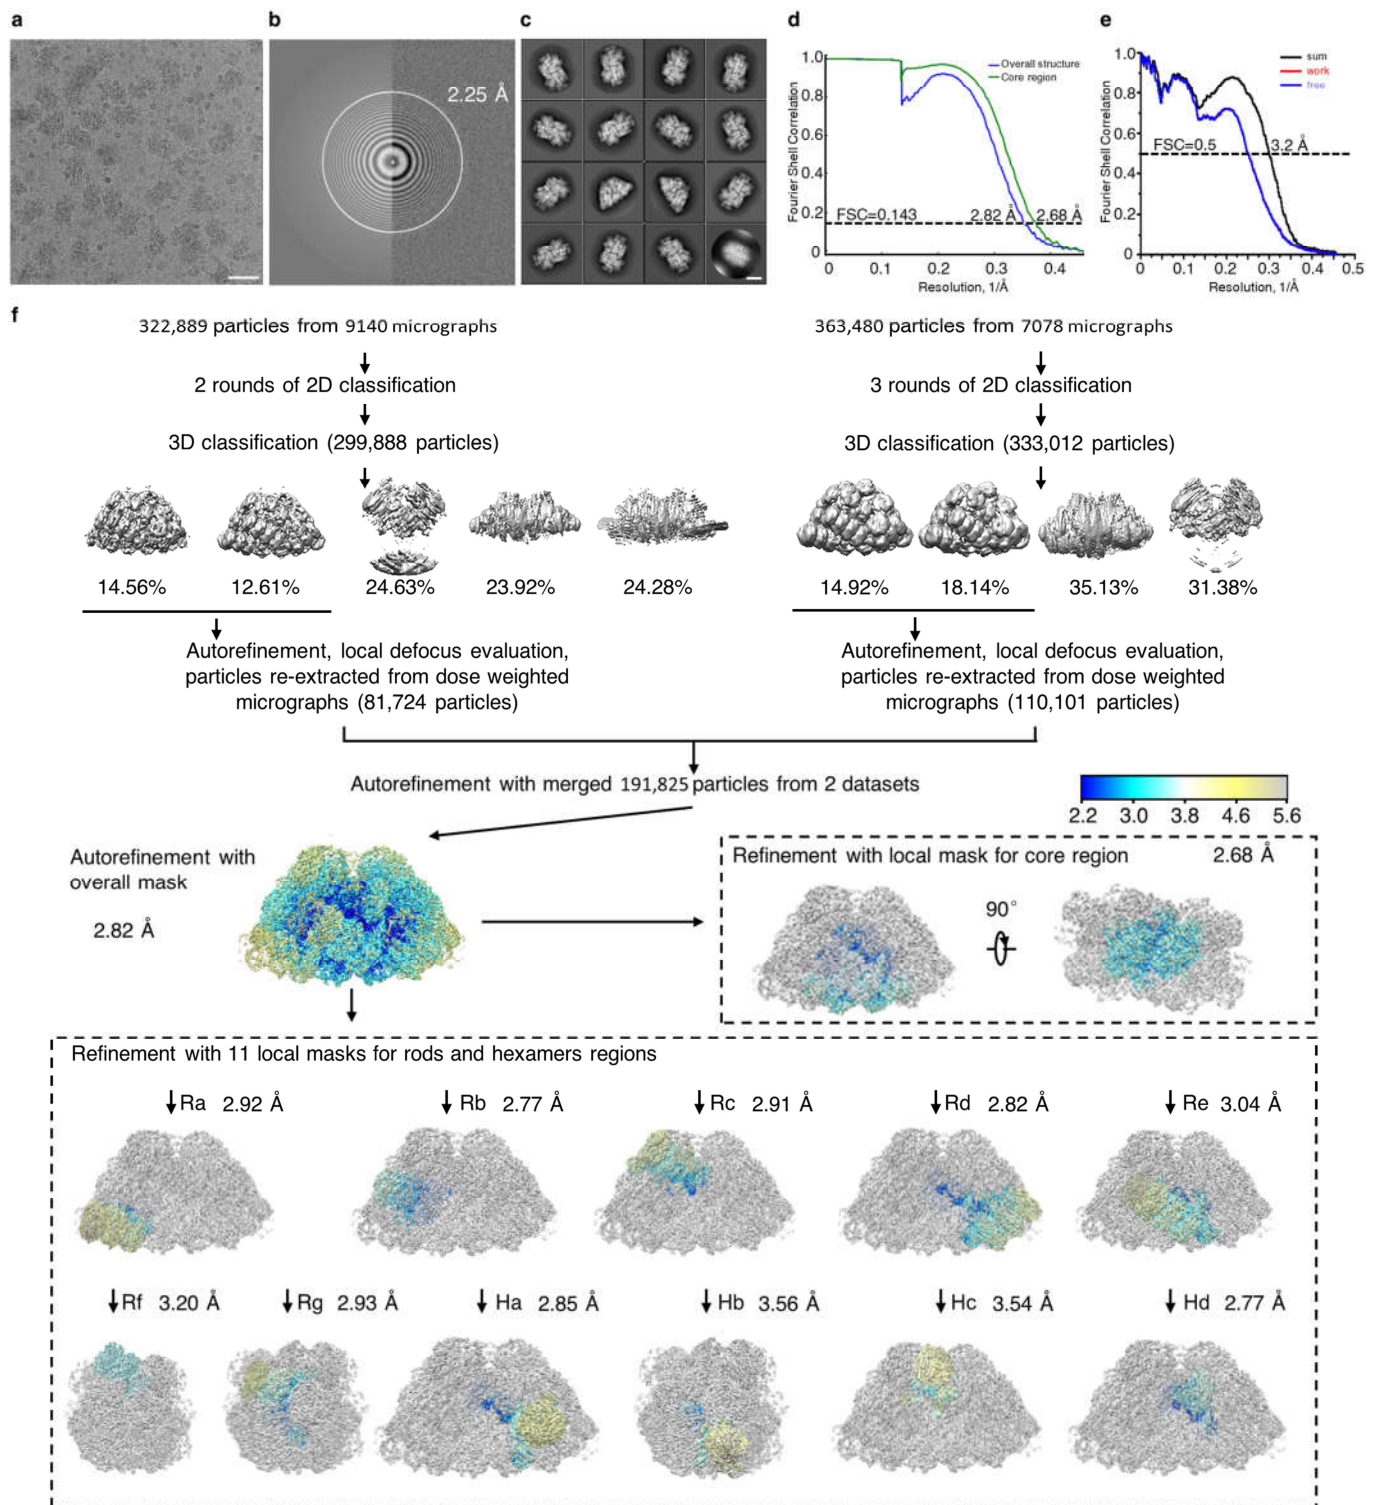 a
b
c
d
e
2.25 Å
1.0
0.8
0.6
0.4
0.2
0
Fourier Shell Correlation
Overall structure
Core region
FSC=0.143
2.82 Å
2.68 Å
0
0.1
0.2
0.3
0.4
Resolution, 1/Å
1.0
0.8
0.6
0.4
0.2
0
Fourier Shell Correlation
sum
work
free
FSC=0.5
3.2 Å
0
0.1
0.2
0.3
0.4
0.5
Resolution, 1/Å
f
322,889 particles from 9140 micrographs
2 rounds of 2D classification
3D classification (299,888 particles)
14.56%
12.61%
24.63%
23.92%
24.28%
Autorefinement, local defocus evaluation,
particles re-extracted from dose weighted
micrographs (81,724 particles)
363,480 particles from 7078 micrographs
3 rounds of 2D classification
3D classification (333,012 particles)
14.92%
18.14%
35.13%
31.38%
Autorefinement, local defocus evaluation,
particles re-extracted from dose weighted
micrographs (110,101 particles)
Autorefinement with merged 191,825 particles from 2 datasets
2.2 3.0 3.8 4.6 5.6
Autorefinement with
overall mask
2.82 Å
Refinement with local mask for core region 2.68 Å
90°
Refinement with 11 local masks for rods and hexamers regions
Ra 2.92 Å
Rb 2.77 Å
Rc 2.91 Å
Rd 2.82 Å
Re 3.04 Å
Rf 3.20 Å
Rg 2.93 Å
Ha 2.85 Å
Hb 3.56 Å
Hc 3.54 Å
Hd 2.77 Å